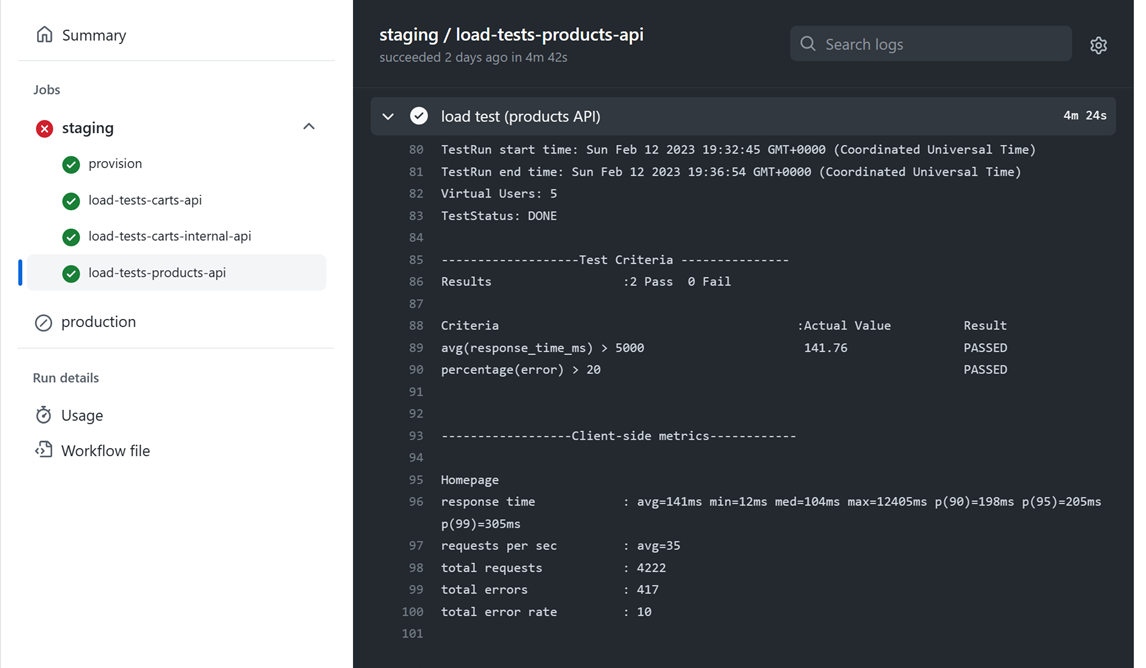 Summary
Jobs
staging
provision
load-tests-carts-api
load-tests-carts-internal-api
load-tests-products-api
production
Run details
Usage
Workflow file
staging / load-tests-products-api
succeeded 2 days ago in 4m 42s
Search logs
load test (products API) 4m 24s
80 TestRun start time: Sun Feb 12 2023 19:32:45 GMT+0000 (Coordinated Universal Time)
81 TestRun end time: Sun Feb 12 2023 19:36:54 GMT+0000 (Coordinated Universal Time)
82 Virtual Users: 5
83 TestStatus: DONE
84
85 -------------------Test Criteria ---------------
86 Results :2 Pass 0 Fail
87
88 Criteria :Actual Value Result
89 avg(response_time_ms) > 5000 141.76 PASSED
90 percentage(error) > 20 PASSED
91
92
93 ------------------Client-side metrics------------
94
95 Homepage
96 response time : avg=141ms min=12ms med=104ms max=12405ms p(90)=198ms p(95)=205ms
p(99)=305ms
97 requests per sec : avg=35
98 total requests : 4222
99 total errors : 417
100 total error rate : 10
101